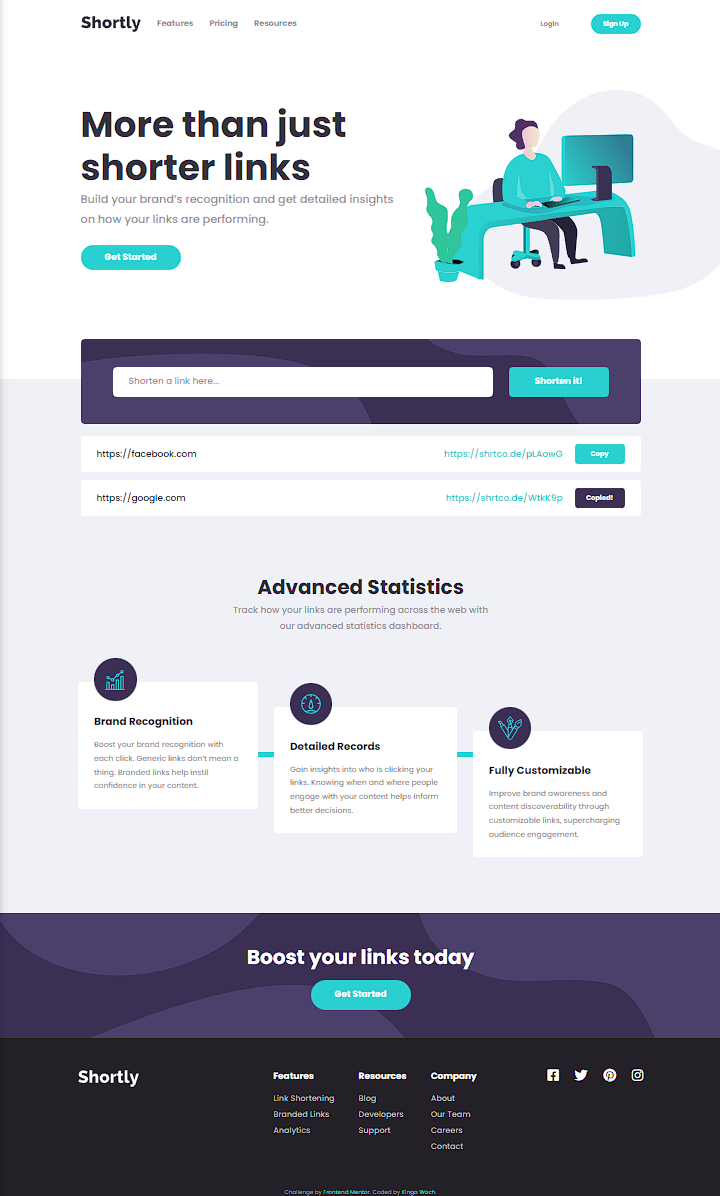 Shortly Features Pricing Resources Login Sign Up
More than just
shorter links
Build your brand's recognition and get detailed insights
on how your links are performing.
Get Started
Shorten a link here... Shorten it!
https://facebook.com https://shrtco.de/pLAowG Copy
https://google.com https://shrtco.de/WtkK9p Copied!
Advanced Statistics
Track how your links are performing across the web with
our advanced statistics dashboard.
Brand Recognition
Boost your brand recognition with
each click. Generic links don't mean a
thing. Branded links help instil
confidence in your content.
Detailed Records
Gain insights into who is clicking your
links. Knowing when and where people
engage with your content helps inform
better decisions.
Fully Customizable
Improve brand awareness and
content discoverability through
customizable links, supercharging
audience engagement.
Boost your links today
Get Started
Shortly
Features
Link Shortening
Branded Links
Analytics
Resources
Blog
Developers
Support
Company
About
Our Team
Careers
Contact
Challenge by Frontend Mentor. Coded by Kinga Wach.